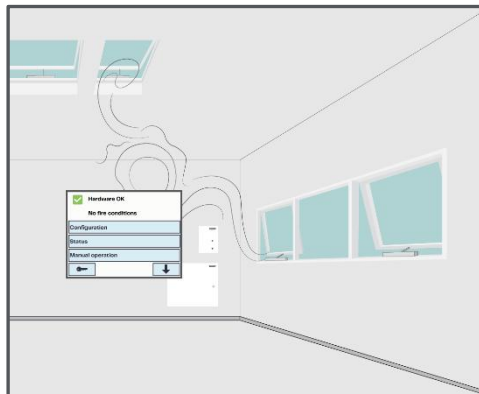 Hardware OK
No fire conditions
Configuration
Status
Manual operation